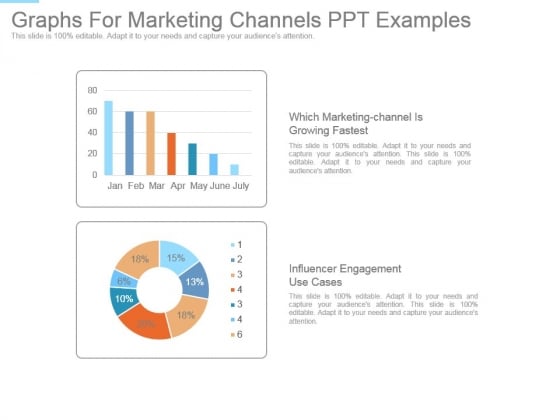 Graphs For Marketing Channels PPT Examples
This slide is 100% editable. Adapt it to your needs and capture your audience's attention.
80
60
40
20
0
Jan Feb Mar Apr May June July
Which Marketing-channel Is
Growing Fastest
This slide is 100% editable. Adapt it to your needs and
capture your audience's attention. This slide is 100%
editable. Adapt it to your needs and capture your
audience's attention.
15%
13%
18%
10%
6%
18%
1
2
3
4
3
4
6
Influencer Engagement
Use Cases
This slide is 100% editable. Adapt it to your needs and
capture your audience's attention. This slide is 100%
editable. Adapt it to your needs and capture your audience's
attention.